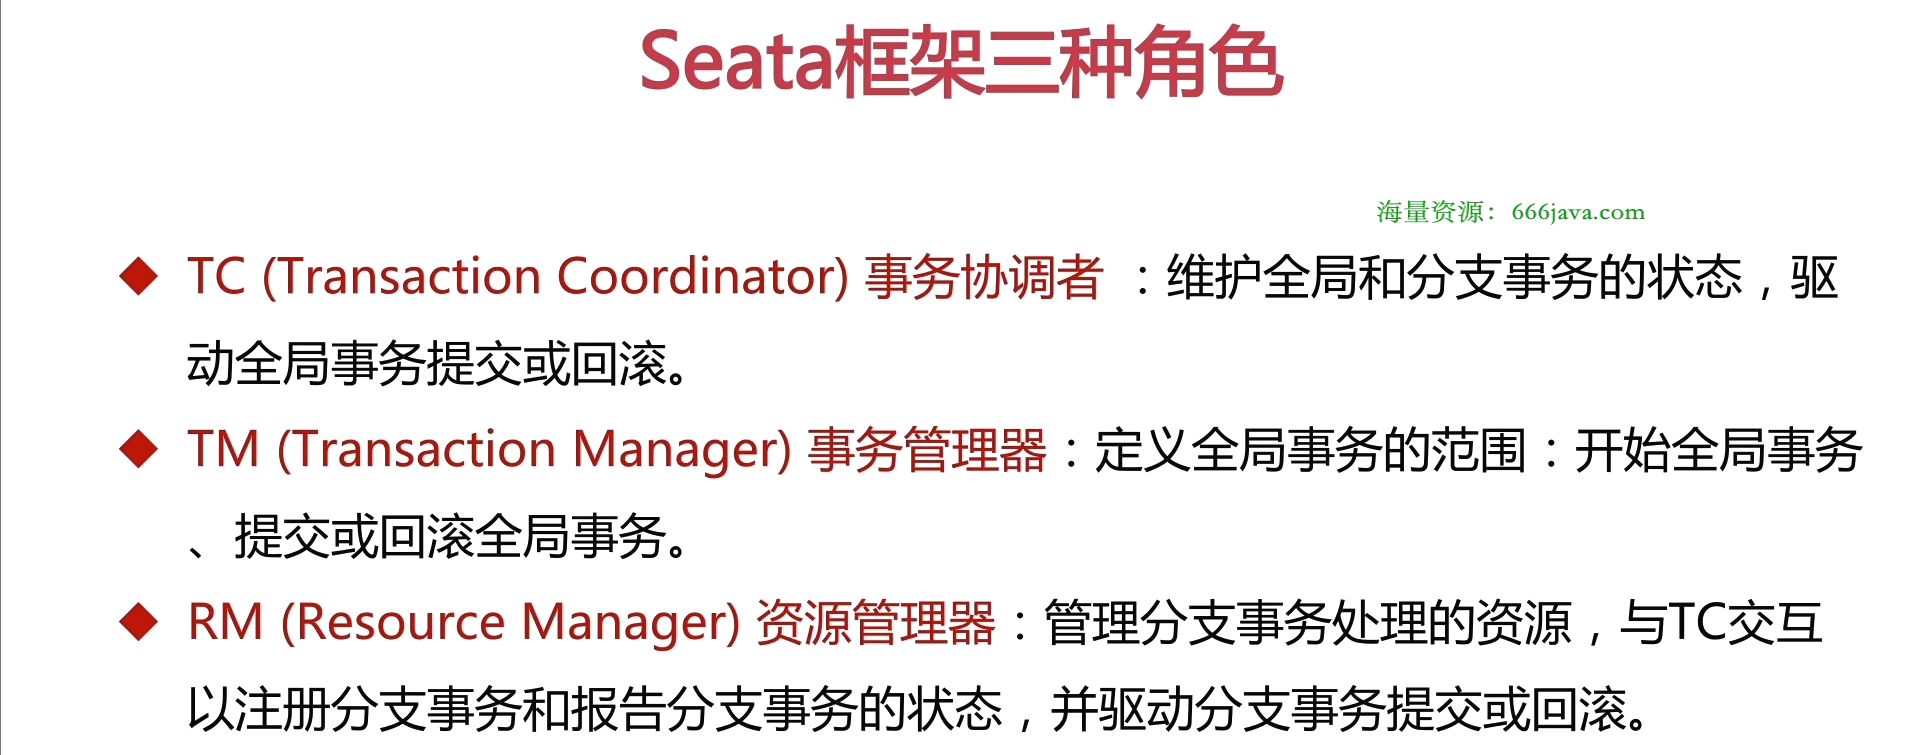 Seata框架三种角色
海量资源：666java.com
TC (Transaction Coordinator) 事务协调者 ：维护全局和分支事务的状态，驱
动全局事务提交或回滚。
TM (Transaction Manager) 事务管理器：定义全局事务的范围：开始全局事务
、提交或回滚全局事务。
RM (Resource Manager) 资源管理器：管理分支事务处理的资源，与TC交互
以注册分支事务和报告分支事务的状态，并驱动分支事务提交或回滚。